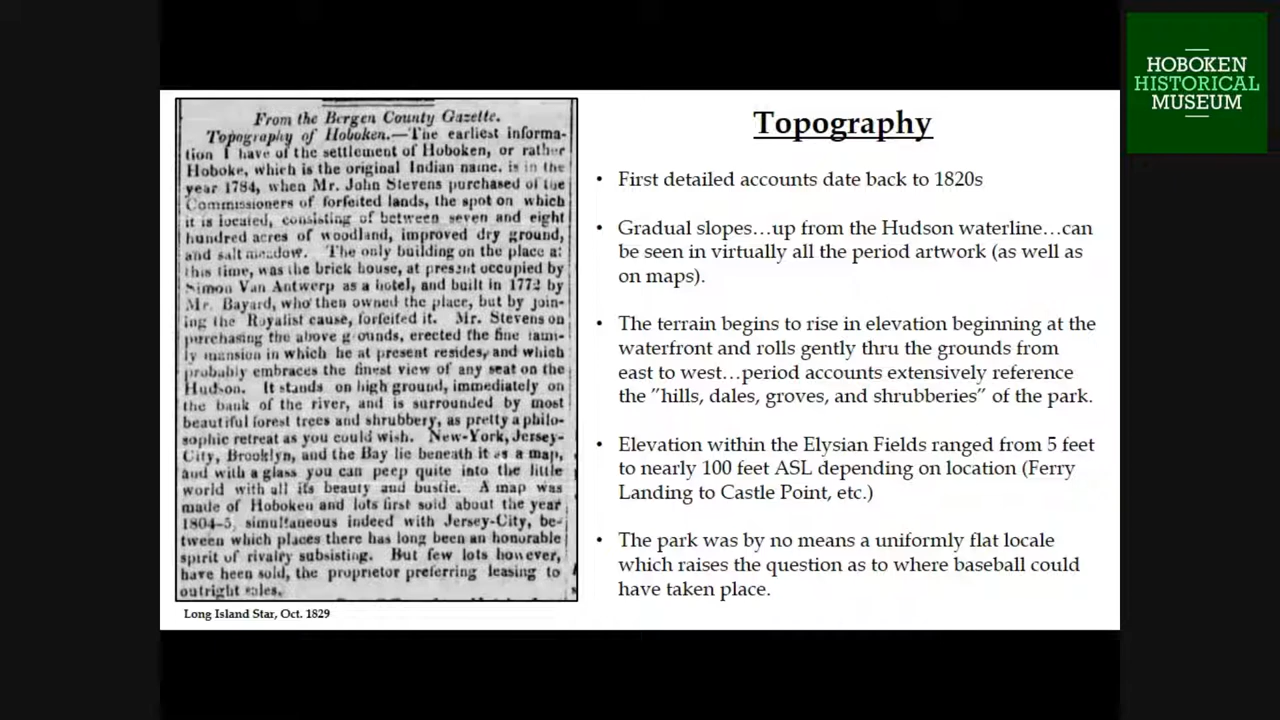 HOBOKEN
HISTORICAL
MUSEUM
From the Bergen County Gazette.
Topography of Hoboken.—The earliest informa-
tion I have of the settlement of Hoboken, or rather
Hoboke, which is the original Indian name, is in the
year 1784, when Mr. John Stevens purchased of the
Commissioners of forfeited lands, the spot on which
it is located, consisting of between seven and eight
hundred acres of woodland, improved dry ground,
and salt meadow. The only building on the place at
this time, was the brick house, at present occupied by
Simon Van Antwerp as a hotel, and built in 1772 by
Mr. Bayard, who then owned the place, but by join-
ing the Royalist cause, forfeited it. Mr. Stevens on
purchasing the above grounds, erected the fine fami-
ly mansion in which he at present resides, and which
probably embraces the finest view of any seat on the
Hudson. It stands on high ground, immediately on
the bank of the river, and is surrounded by most
beautiful forest trees and shrubbery, as pretty a philo-
sophic retreat as you could wish. New-York, Jersey-
City, Brooklyn, and the Bay lie beneath it as a map,
and with a glass you can peep quite into the little
world with all its beauty and bustle. A map was
made of Hoboken and lots first sold about the year
1804-5, simultaneous indeed with Jersey-City, be-
tween which places there has long been an honorable
spirit of rivalry subsisting. But few lots however,
have been sold, the proprietor preferring leasing to
outright sales.
Long Island Star, Oct. 1829
Topography
• First detailed accounts date back to 1820s
• Gradual slopes…up from the Hudson waterline…can
be seen in virtually all the period artwork (as well as
on maps).
• The terrain begins to rise in elevation beginning at the
waterfront and rolls gently thru the grounds from
east to west…period accounts extensively reference
the "hills, dales, groves, and shrubberies" of the park.
• Elevation within the Elysian Fields ranged from 5 feet
to nearly 100 feet ASL depending on location (Ferry
Landing to Castle Point, etc.)
• The park was by no means a uniformly flat locale
which raises the question as to where baseball could
have taken place.